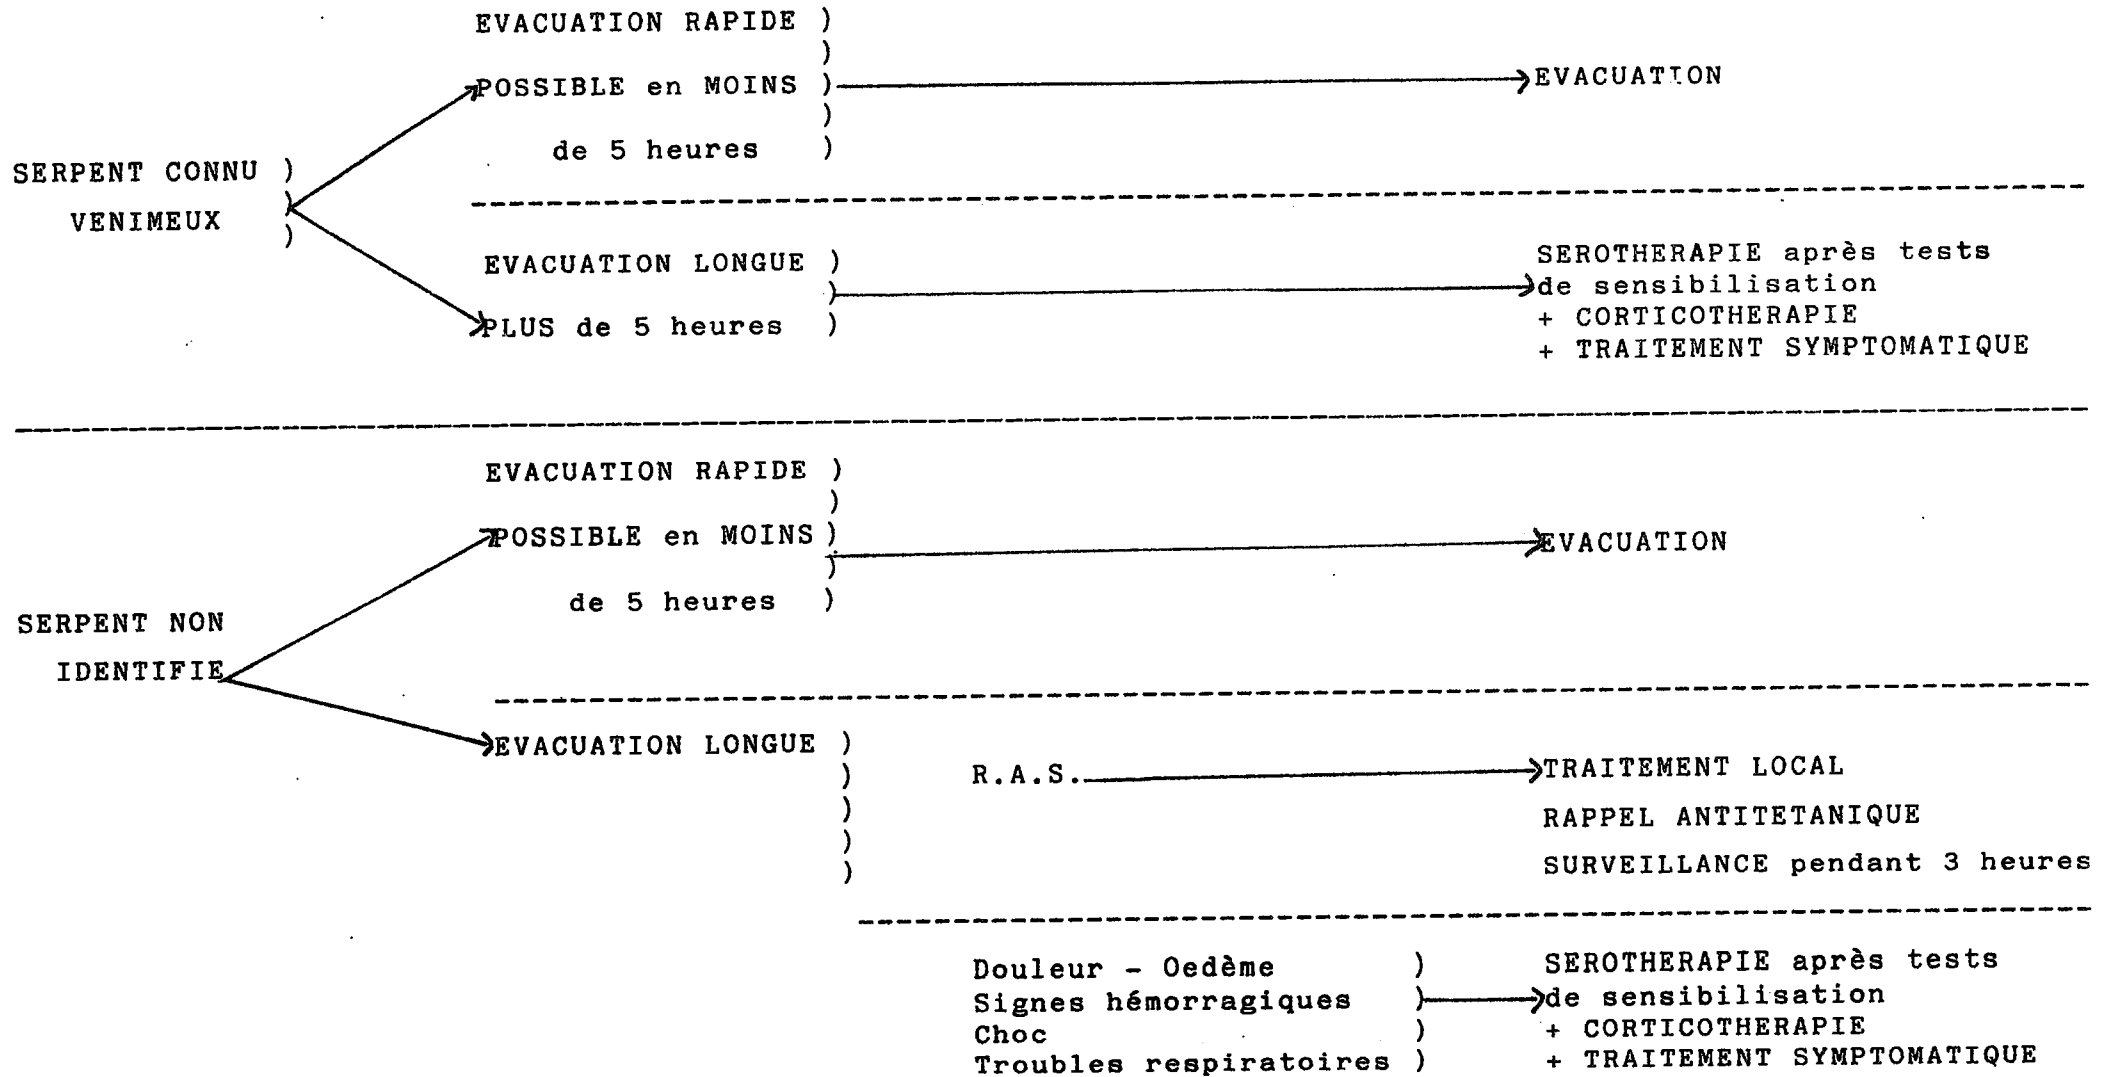 EVACUATION RAPIDE )
)
POSSIBLE en MOINS )
)
de 5 heures )
EVACUATION
SERPENT CONNU )
)
VENIMEUX )
EVACUATION LONGUE )
)
PLUS de 5 heures )
SEROTHERAPIE après tests
de sensibilisation
+ CORTICOTHERAPIE
+ TRAITEMENT SYMPTOMATIQUE
EVACUATION RAPIDE )
)
POSSIBLE en MOINS )
)
de 5 heures )
EVACUATION
SERPENT NON
IDENTIFIE
EVACUATION LONGUE )
)
)
)
)
R.A.S.
TRAITEMENT LOCAL
RAPPEL ANTITETANIQUE
SURVEILLANCE pendant 3 heures
Douleur - Oedème )
Signes hémorragiques )
Choc )
Troubles respiratoires )
SEROTHERAPIE après tests
de sensibilisation
+ CORTICOTHERAPIE
+ TRAITEMENT SYMPTOMATIQUE